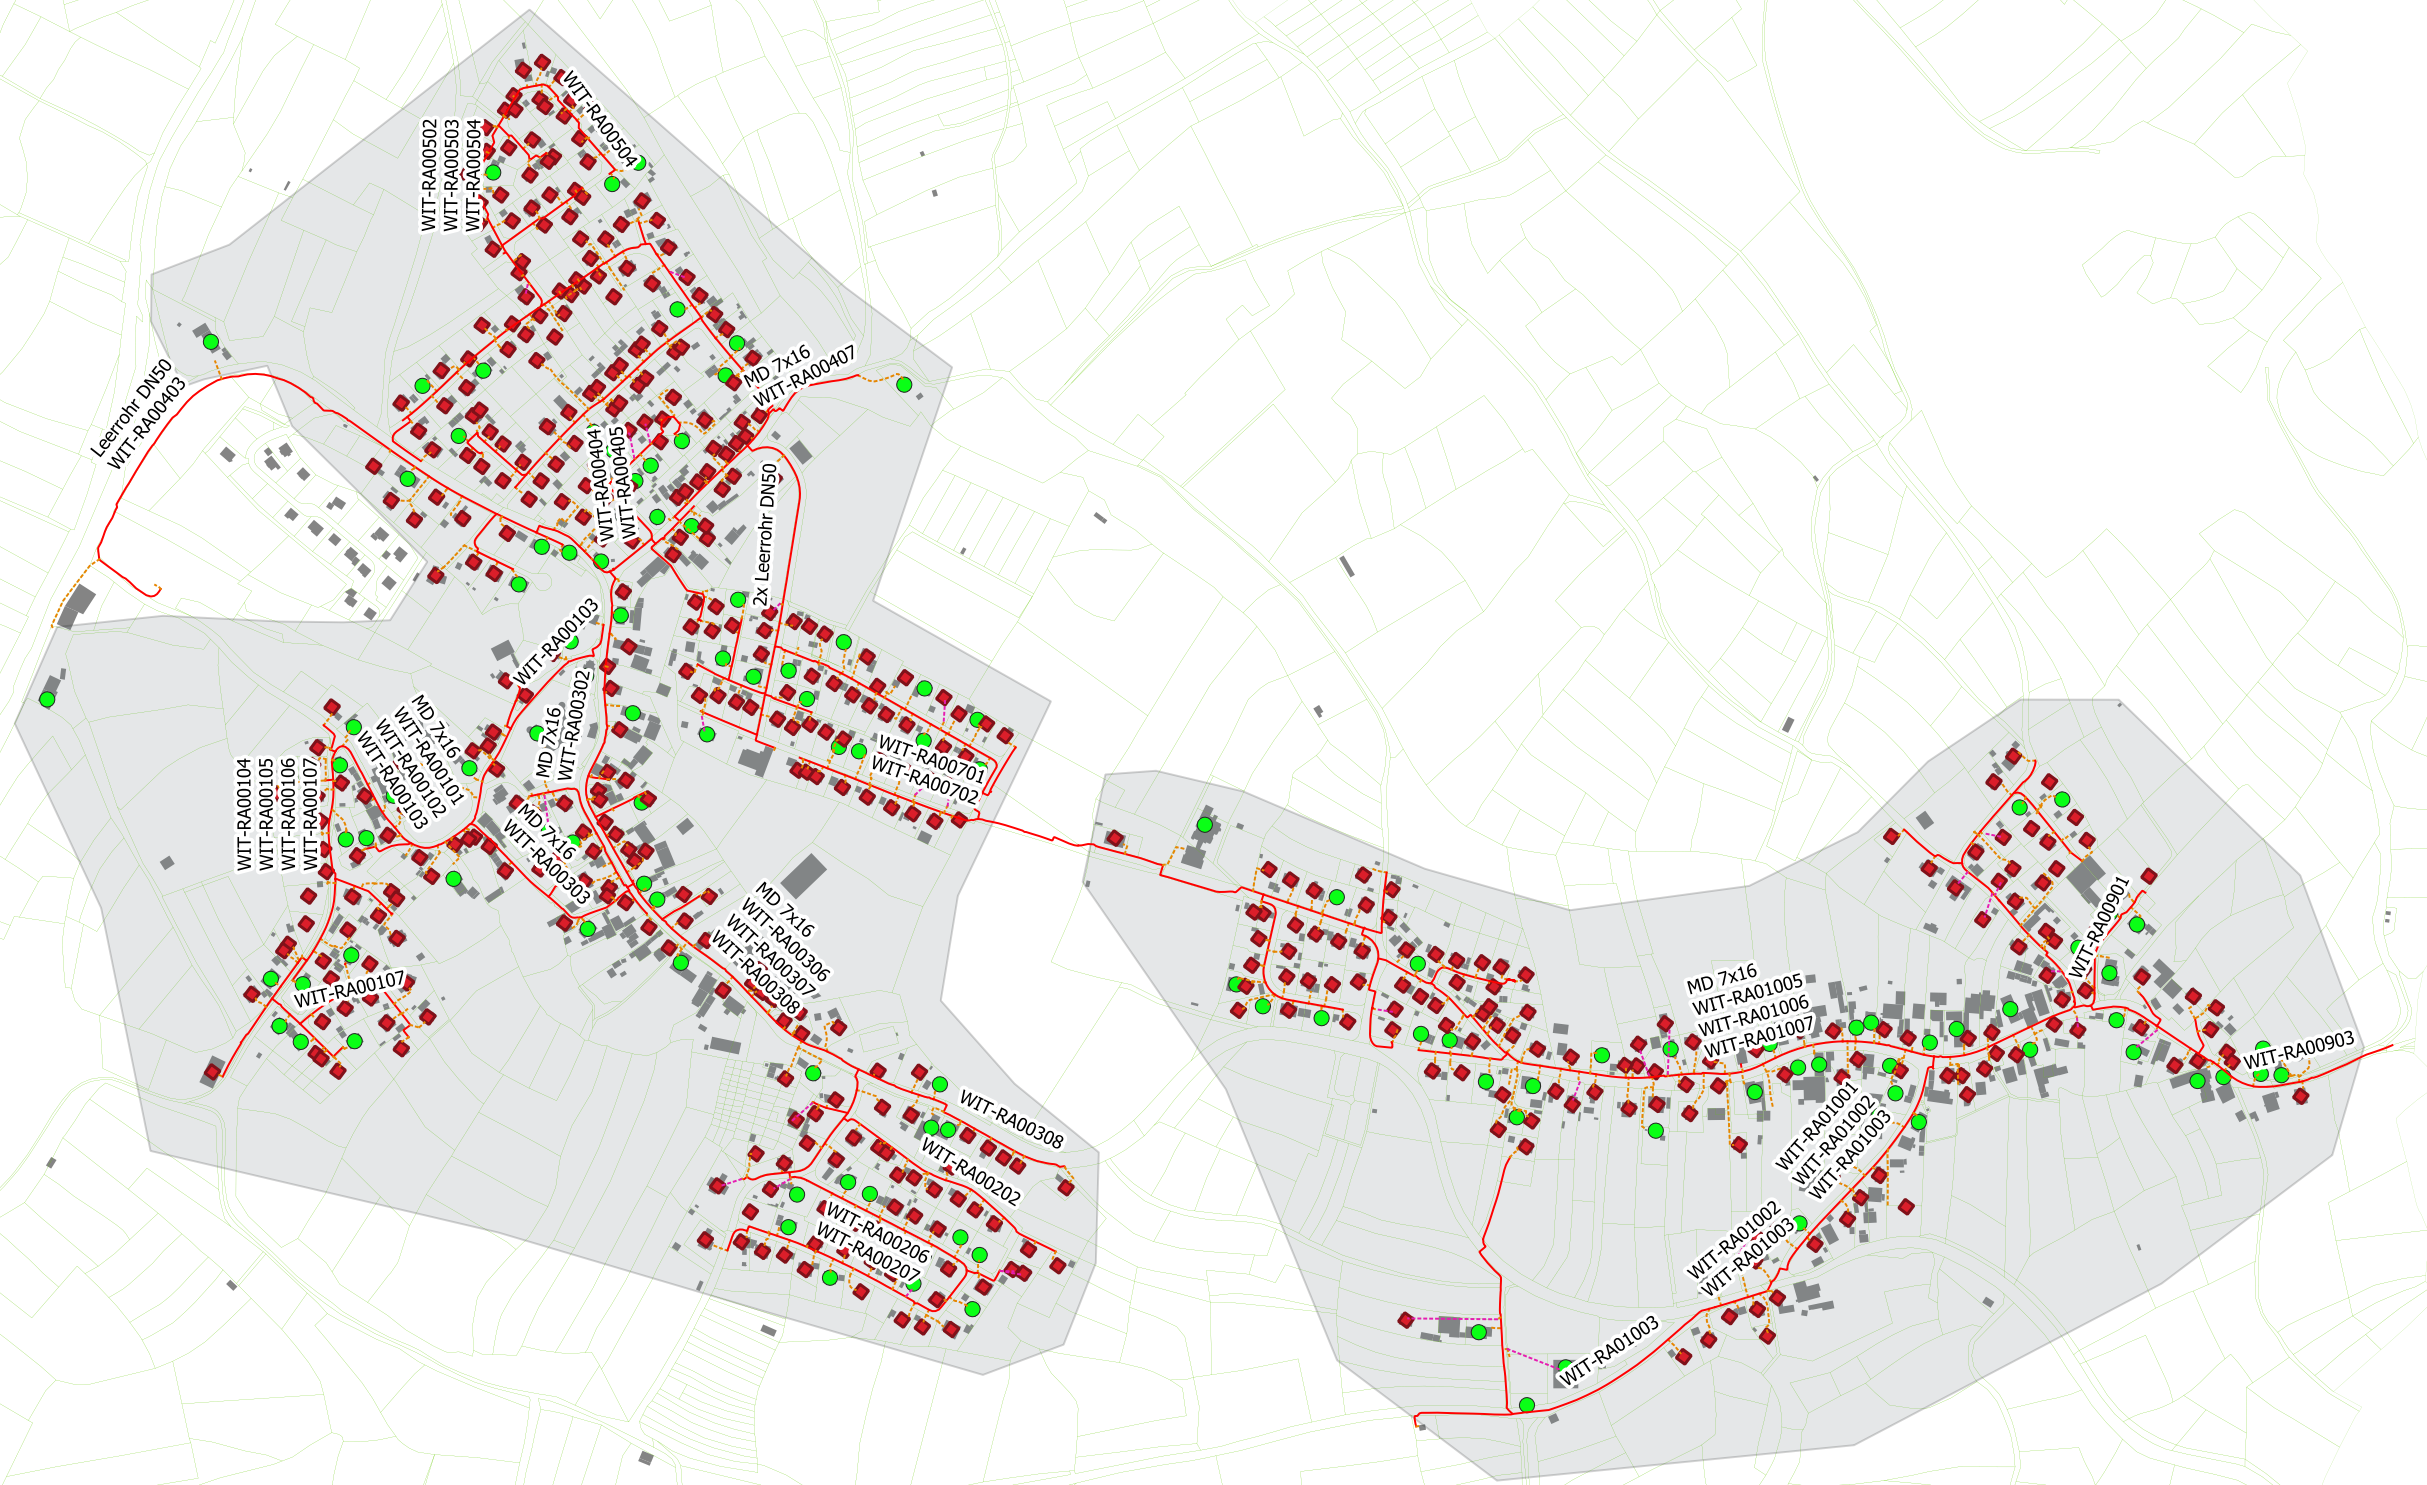 WIT-RA00504
WIT-RA00502
WIT-RA00503
WIT-RA00504
Leerrohr DN50
WIT-RA00403
MD 7x16
WIT-RA00407
WIT-RA00404
WIT-RA00405
2x Leerrohr DN50
WIT-RA00103
MD 7x16
WIT-RA00302
MD 7x16
WIT-RA00101
WIT-RA00102
WIT-RA00103
WIT-RA00104
WIT-RA00105
WIT-RA00106
WIT-RA00107
WIT-RA00701
WIT-RA00702
MD 7x16
WIT-RA00303
MD 7x16
WIT-RA00306
WIT-RA00307
WIT-RA00308
WIT-RA00107
WIT-RA00308
WIT-RA00202
WIT-RA00206
WIT-RA00207
WIT-RA00901
MD 7x16
WIT-RA01005
WIT-RA01006
WIT-RA01007
WIT-RA00903
WIT-RA01001
WIT-RA01002
WIT-RA01003
WIT-RA01002
WIT-RA01003
WIT-RA01003